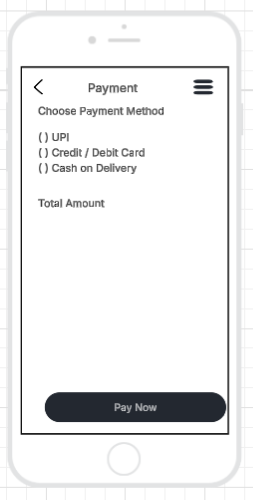 Payment
Choose Payment Method
( ) UPI
( ) Credit / Debit Card
( ) Cash on Delivery
Total Amount
Pay Now